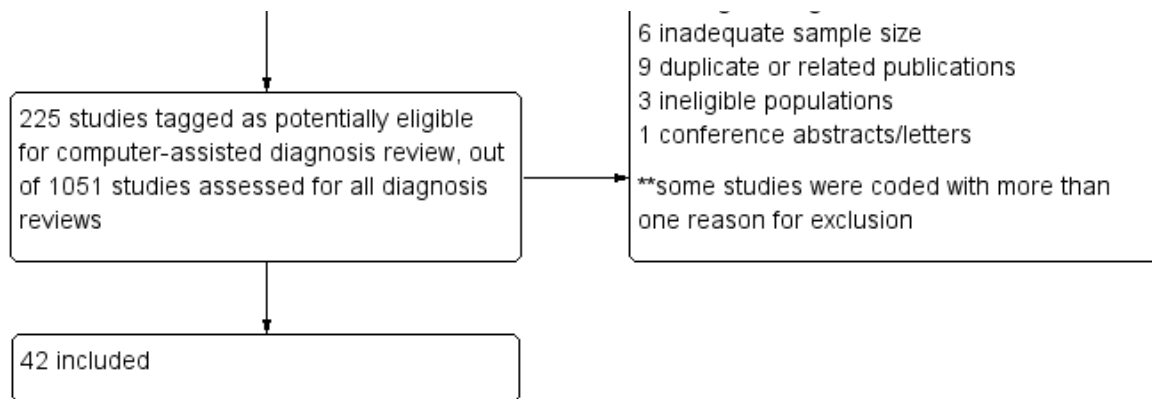 6 inadequate sample size
9 duplicate or related publications
3 ineligible populations
1 conference abstracts/letters
**some studies were coded with more than
one reason for exclusion
225 studies tagged as potentially eligible
for computer-assisted diagnosis review, out
of 1051 studies assessed for all diagnosis
reviews
42 included